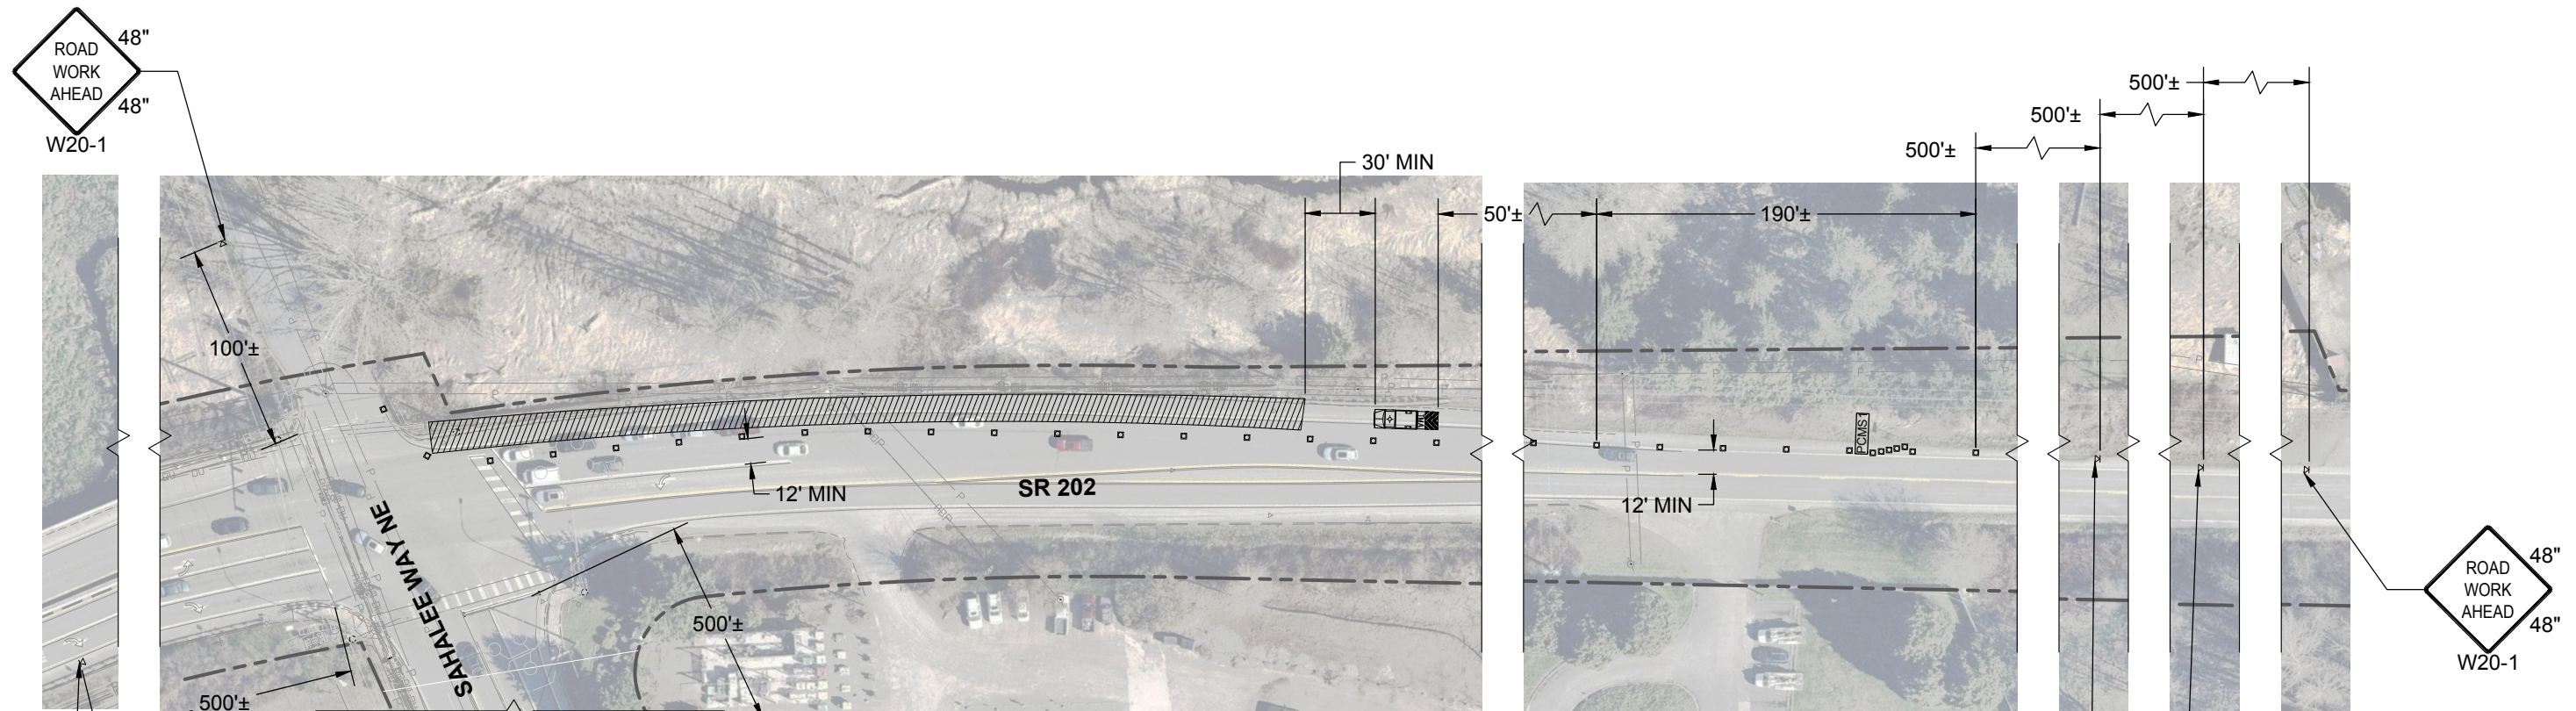 ROAD
WORK
AHEAD
48"
48"
W20-1
100'±
30' MIN
50'±
190'±
500'±
500'±
500'±
PCMS1
12' MIN
12' MIN
SR 202
SAHALEE WAY NE
500'±
500'±
ROAD
WORK
AHEAD
48"
48"
W20-1